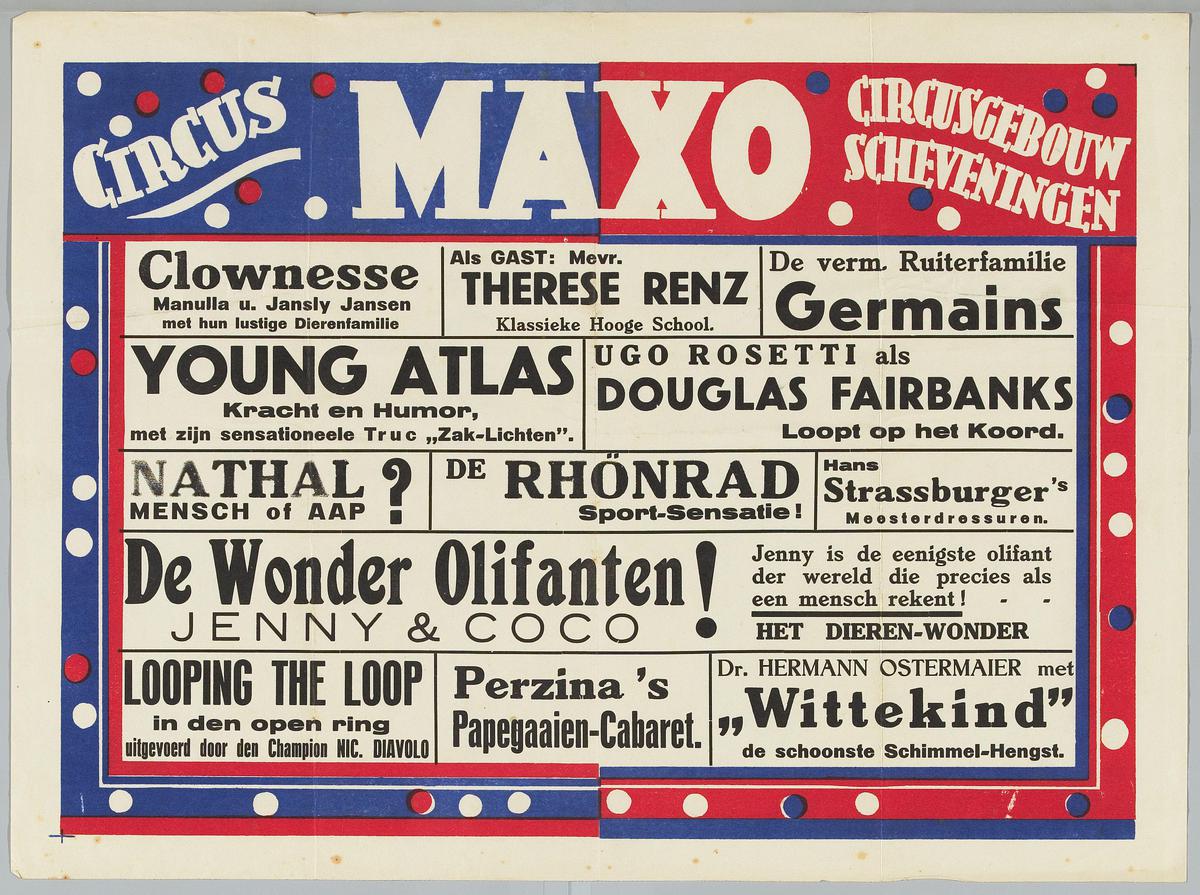 CIRCUS
MAXO
CIRCUSGEBOUW
SCHEVENINGEN
Clownesse
Manulla u. Jansly Jansen
met hun lustige Dierenfamilie
Als GAST: Mevr.
THERESE RENZ
Klassieke Hooge School.
De verm. Ruiterfamilie
Germains
YOUNG ATLAS
Kracht en Humor,
met zijn sensationeele Truc „Zak-Lichten”.
UGO ROSETTI als
DOUGLAS FAIRBANKS
Loopt op het Koord.
NATHAL ?
MENSCH of AAP
DE RHÖNRAD
Sport-Sensatie!
Hans
Strassburger's
Meesterdressuren.
De Wonder Olifanten!
JENNY & COCO
Jenny is de eenigste olifant
der wereld die precies als
een mensch rekent! - -
HET DIEREN-WONDER
LOOPING THE LOOP
in den open ring
uitgevoerd door den Champion NIC. DIAVOLO
Perzina 's
Papegaaien-Cabaret.
Dr. HERMANN OSTERMAIER met
„Wittekind”
de schoonste Schimmel-Hengst.